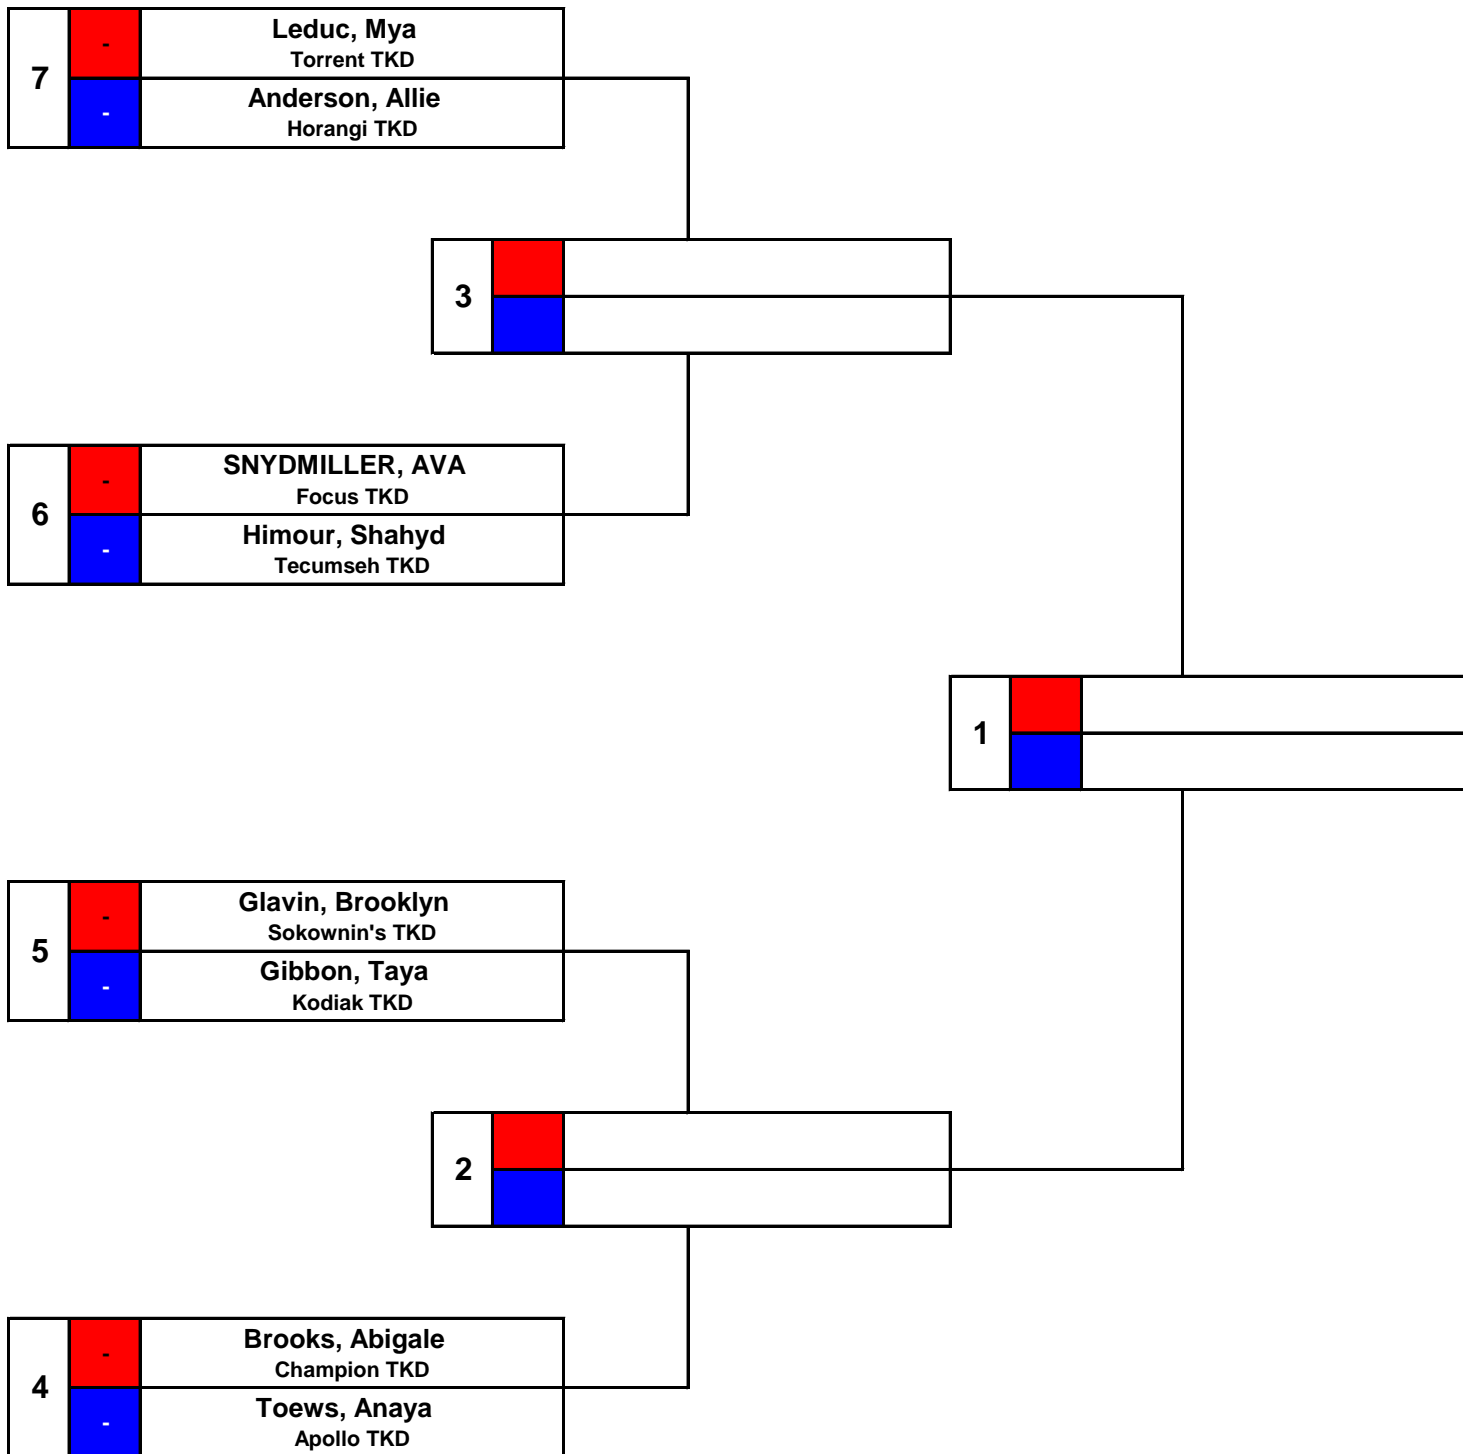 7
-
Leduc, Mya
Torrent TKD
-
Anderson, Allie
Horangi TKD
3
6
-
SNYDMILLER, AVA
Focus TKD
-
Himour, Shahyd
Tecumseh TKD
1
5
-
Glavin, Brooklyn
Sokownin's TKD
-
Gibbon, Taya
Kodiak TKD
2
4
-
Brooks, Abigale
Champion TKD
-
Toews, Anaya
Apollo TKD